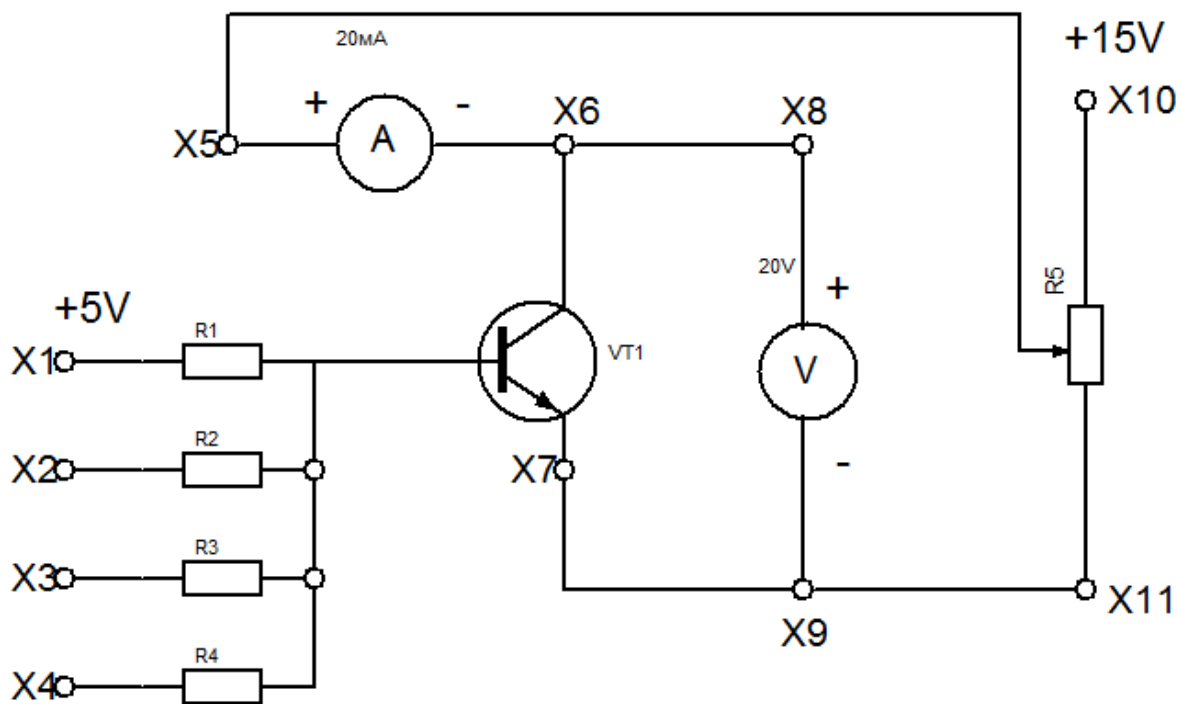 20мА
+15V
X10
+
-
X6
X8
X5
A
20V
+
R5
+5V
R1
X1
VT1
V
R2
X2
X7
-
R3
X3
X11
X9
R4
X4